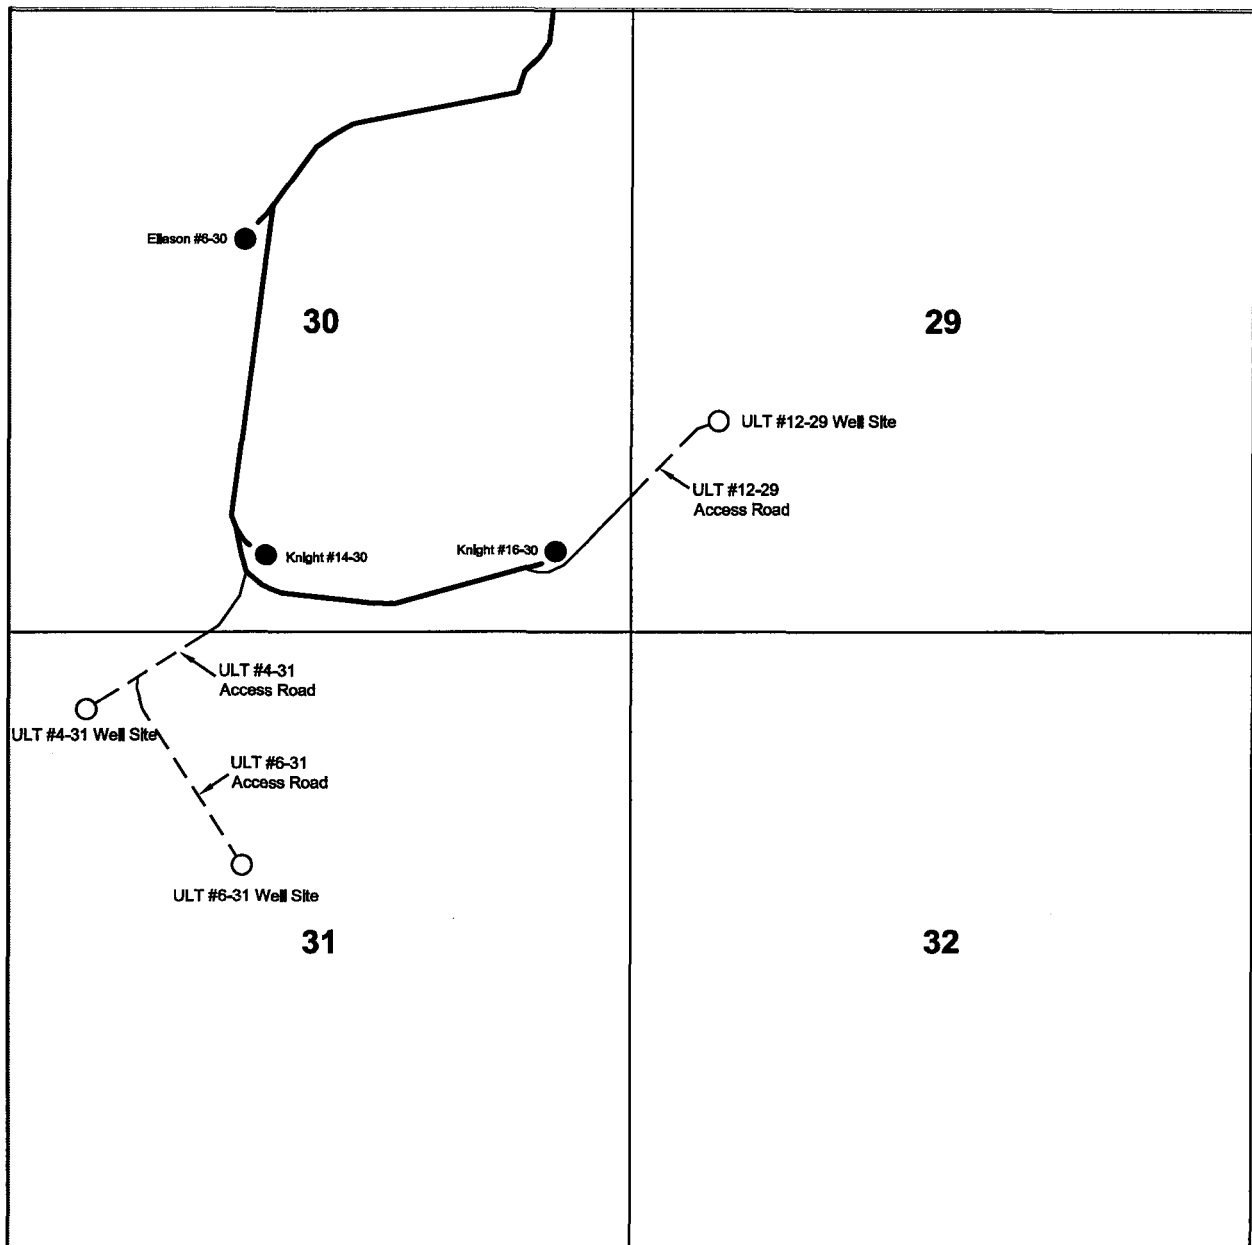 Eliason #6-30
30
29
ULT #12-29 Well Site
ULT #12-29
Access Road
Knight #14-30
Knight #16-30
ULT #4-31
Access Road
ULT #4-31 Well Site
ULT #6-31
Access Road
ULT #6-31 Well Site
31
32